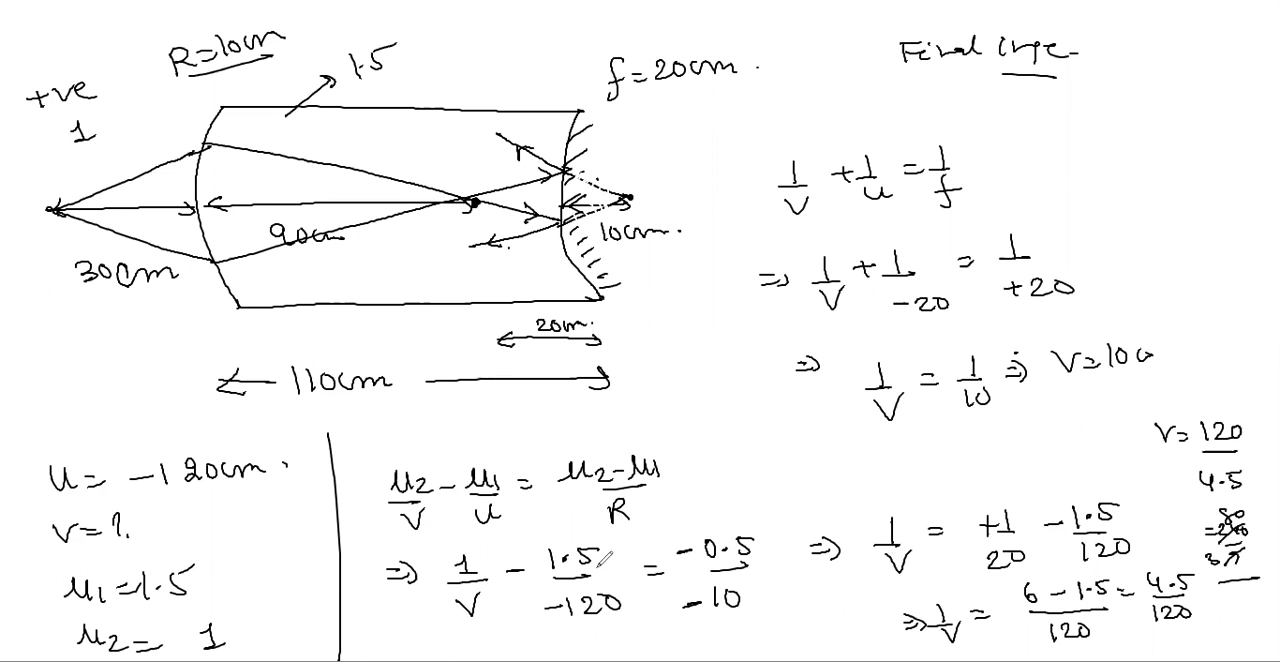 R=10cm
1.5
f=20cm.
+ve
1
90cm
30cm
10cm.
20cm.
110cm
Final
1/v + 1/u = 1/f
⇒ 1/v + 1/-20 = 1/+20
⇒ 1/v = 1/10 ⇒ v=10c
u= -120cm.
v=?
μ1=1.5
μ2= 1
μ2/v - μ1/u = μ2-μ1/R
⇒ 1/v - 1.5/-120 = -0.5/-10
⇒ 1/v = +1/20 - 1.5/120
⇒ 1/v = 6-1.5/120 = 4.5/120
v= 120/4.5